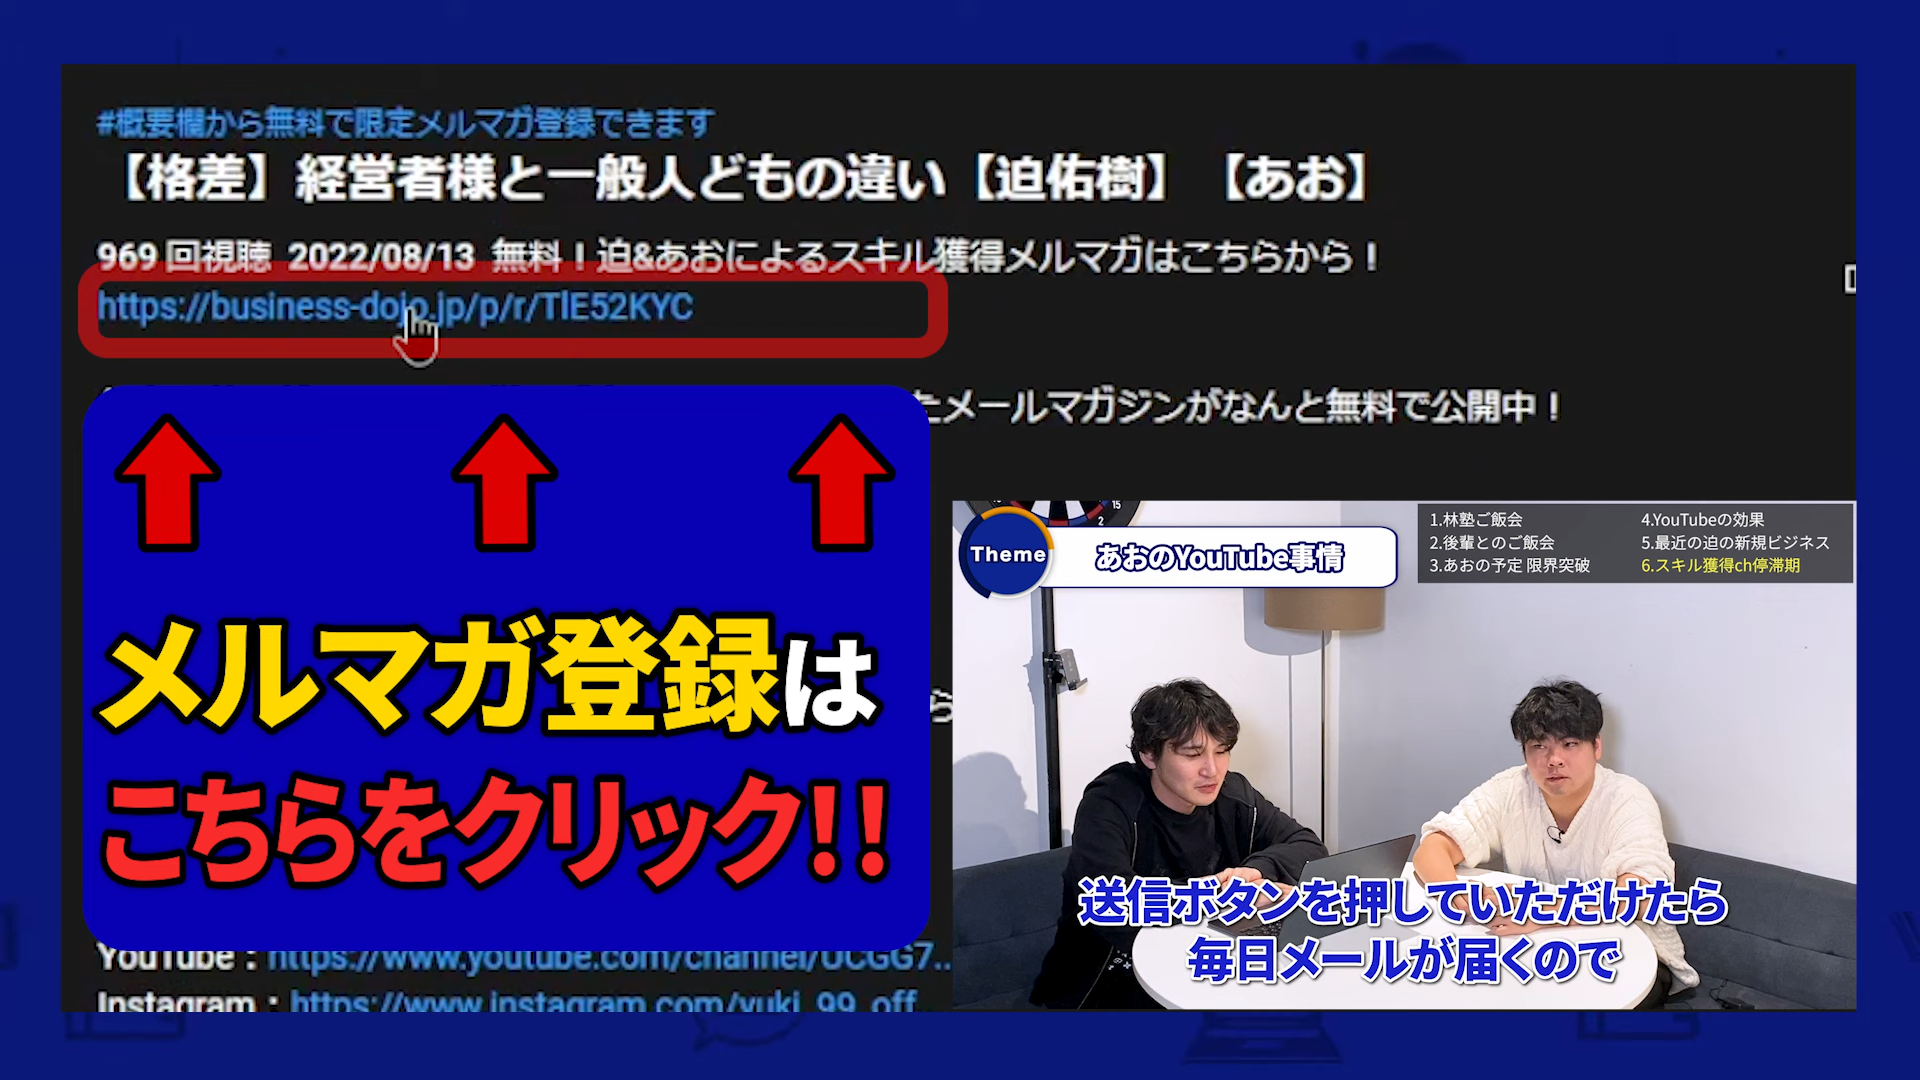 #概要欄から無料で限定メルマガ登録できます
【格差】経営者様と一般人どもの違い【迫佑樹】【あお】
969 回視聴 2022/08/13 無料！迫&あおによるスキル獲得メルマガはこちらから！
https://business-dojo.jp/p/r/TlE52KYC
たメールマガジンがなんと無料で公開中！
メルマガ登録は
こちらをクリック!!
ら
YouTube：https://www.youtube.com/channel/UCGG7...
Instagram：https://www.instagram.com/yuki_99_off...
Theme
あおのYouTube事情
1.林塾ご飯会
2.後輩とのご飯会
3.あおの予定 限界突破
4.YouTubeの効果
5.最近の迫の新規ビジネス
6.スキル獲得ch停滞期
15
2
送信ボタンを押していただけたら
毎日メールが届くので